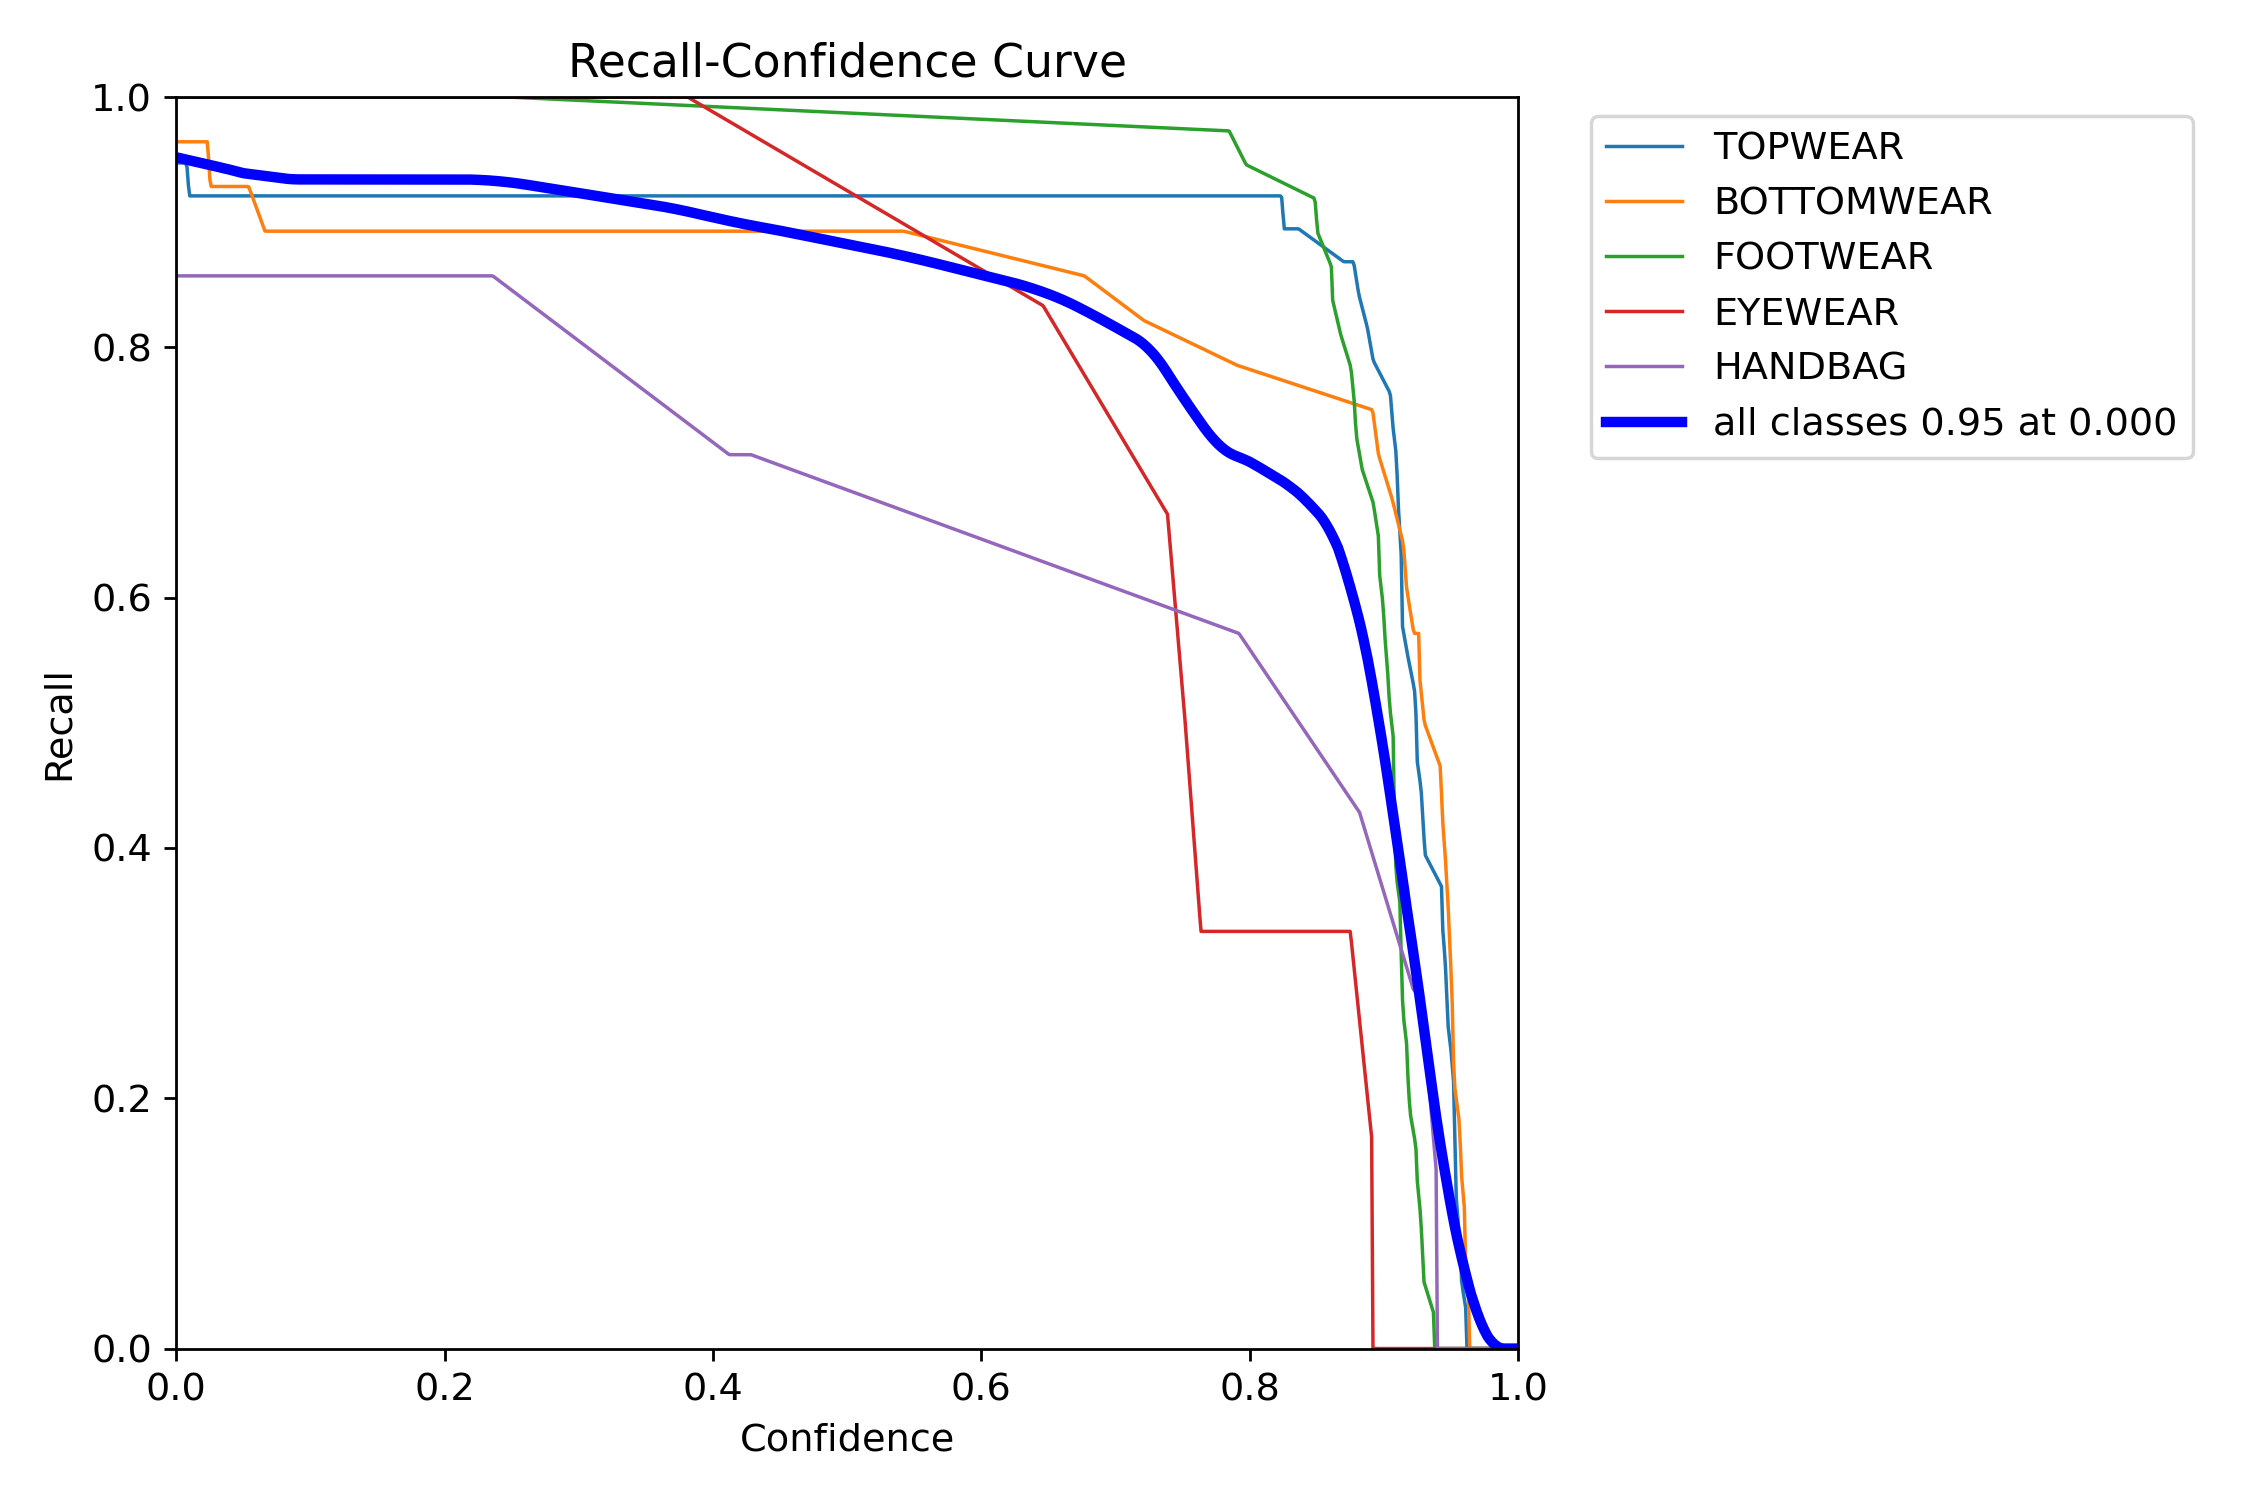 Recall-Confidence Curve
1.0
0.8
0.6
0.4
0.2
0.0
Recall
0.0 0.2 0.4 0.6 0.8 1.0
Confidence
TOPWEAR
BOTTOMWEAR
FOOTWEAR
EYEWEAR
HANDBAG
all classes 0.95 at 0.000